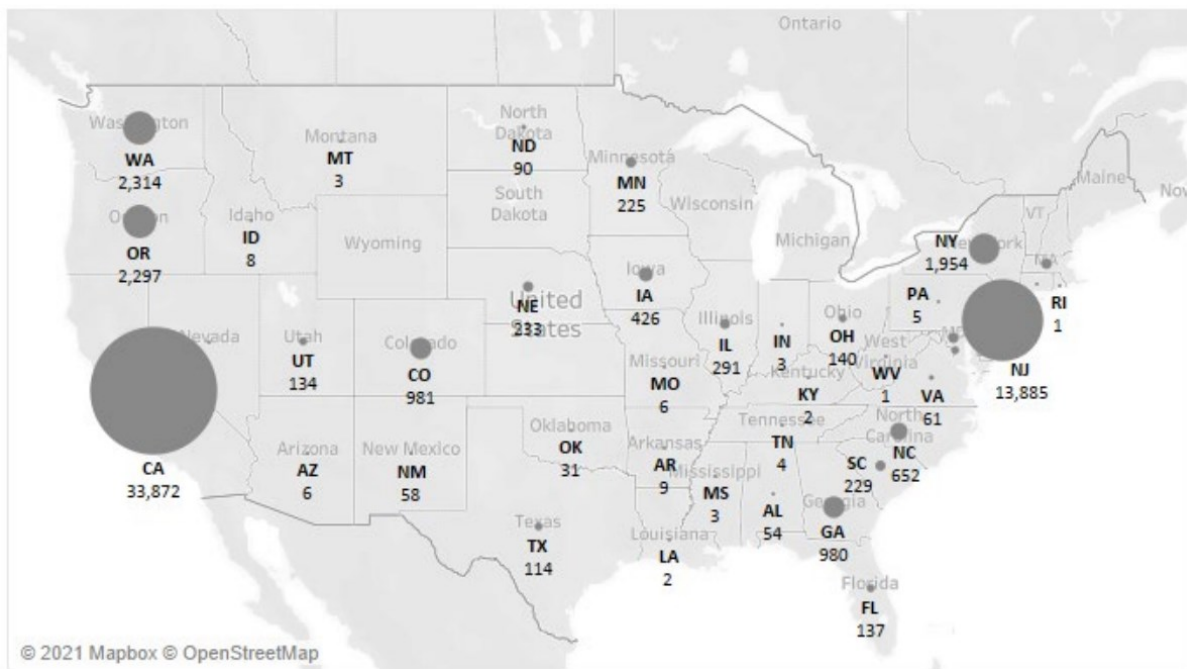 Ontario
Washington
WA
2,314
Montana
MT
3
North
Dakota
ND
90
Minnesota
MN
225
Maine
Oregon
OR
2,297
Idaho
ID
8
South
Dakota
Wisconsin
VT
Wyoming
Michigan
NY
New York
1,954
MA
NE
233
United
States
Iowa
IA
426
PA
5
RI
1
Nevada
Utah
UT
134
Colorado
CO
981
Illinois
IL
291
IN
3
Ohio
OH
140
West
Virginia
WV
1
NJ
13,885
Missouri
MO
6
Kentucky
KY
2
VA
61
CA
33,872
Arizona
AZ
6
New Mexico
NM
58
Oklahoma
OK
31
Arkansas
AR
9
Tennessee
TN
4
North
Carolina
NC
652
Mississippi
MS
3
AL
54
SC
229
Georgia
GA
980
Texas
TX
114
Louisiana
LA
2
Florida
FL
137
© 2021 Mapbox © OpenStreetMap